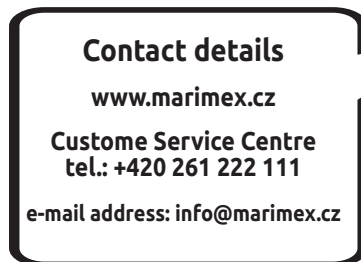 Contact details
www.marimex.cz
Custome Service Centre
tel.: +420 261 222 111
e-mail address: info@marimex.cz